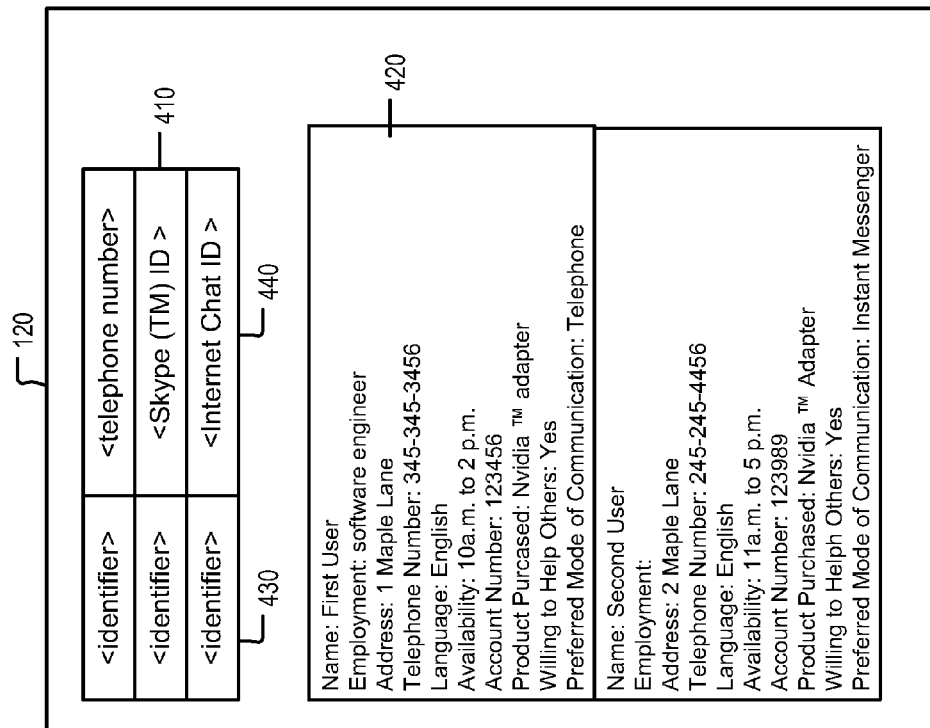 120
<identifier> <telephone number>
<identifier> <Skype (TM) ID >
<identifier> <Internet Chat ID >
410
430
440
420
Name: First User
Employment: software engineer
Address: 1 Maple Lane
Telephone Number: 345-345-3456
Language: English
Availability: 10a.m. to 2 p.m.
Account Number: 123456
Product Purcased: Nvidia ™ adapter
Willing to Help Others: Yes
Preferred Mode of Communication: Telephone
Name: Second User
Employment:
Address: 2 Maple Lane
Telephone Number: 245-245-4456
Language: English
Availability: 11a.m. to 5 p.m.
Account Number: 123989
Product Purchased: Nvidia ™ Adapter
Willing to Helph Others: Yes
Preferred Mode of Communication: Instant Messenger